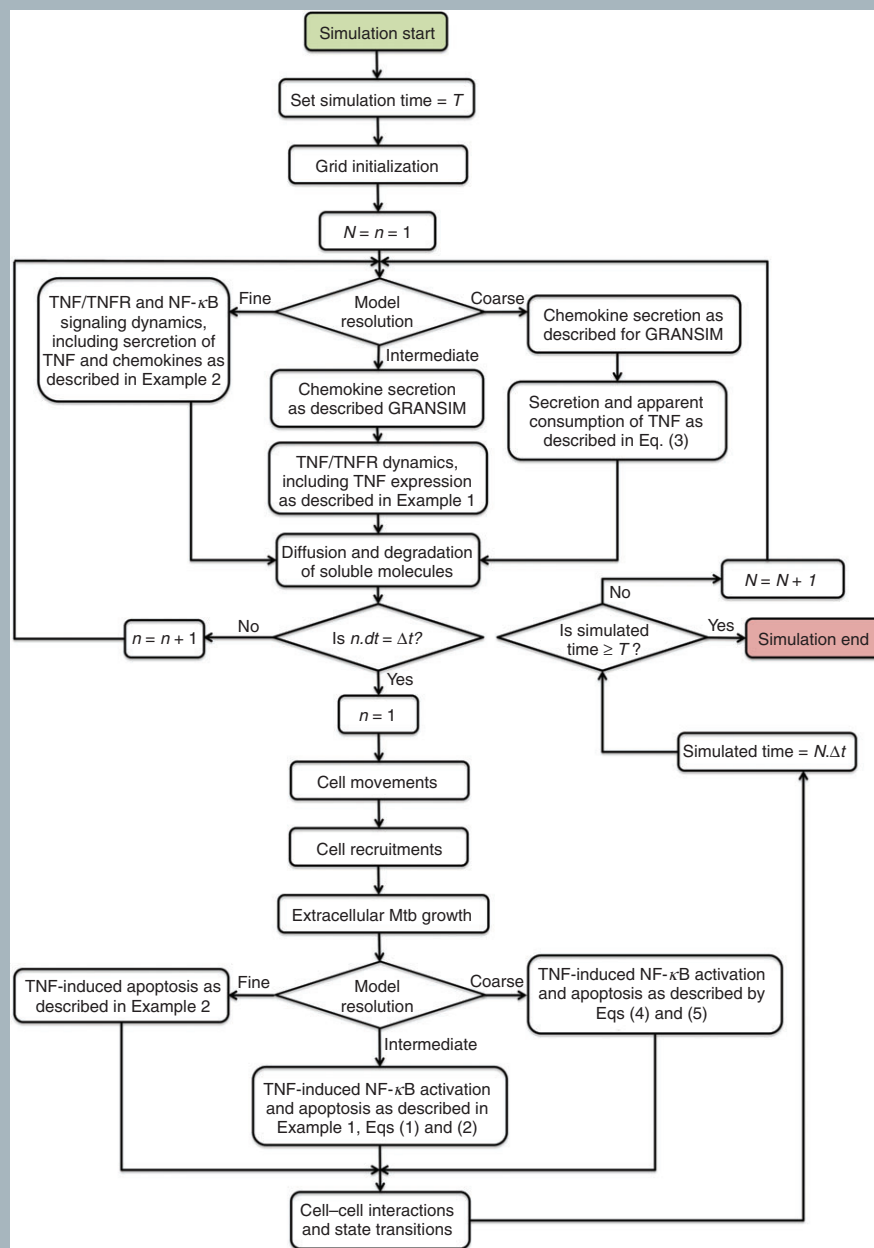 Simulation start
Set simulation time = T
Grid initialization
N = n = 1
Model
resolution
Fine
Coarse
Intermediate
TNF/TNFR and NF-κB
signaling dynamics,
including sercretion of
TNF and chemokines as
described in Example 2
Chemokine secretion
as described GRANSIM
TNF/TNFR dynamics,
including TNF expression
as described in Example 1
Chemokine secretion as
described for GRANSIM
Secretion and apparent
consumption of TNF as
described in Eq. (3)
Diffusion and degradation
of soluble molecules
Is n.dt = Δt?
No
n = n + 1
Yes
n = 1
Cell movements
Cell recruitments
Extracellular Mtb growth
Model
resolution
Fine
Coarse
Intermediate
TNF-induced apoptosis as
described in Example 2
TNF-induced NF-κB activation
and apoptosis as described in
Example 1, Eqs (1) and (2)
TNF-induced NF-κB activation
and apoptosis as described by
Eqs (4) and (5)
Cell–cell interactions
and state transitions
Simulated time = N.Δt
Is simulated
time ≥ T?
No
N = N + 1
Yes
Simulation end